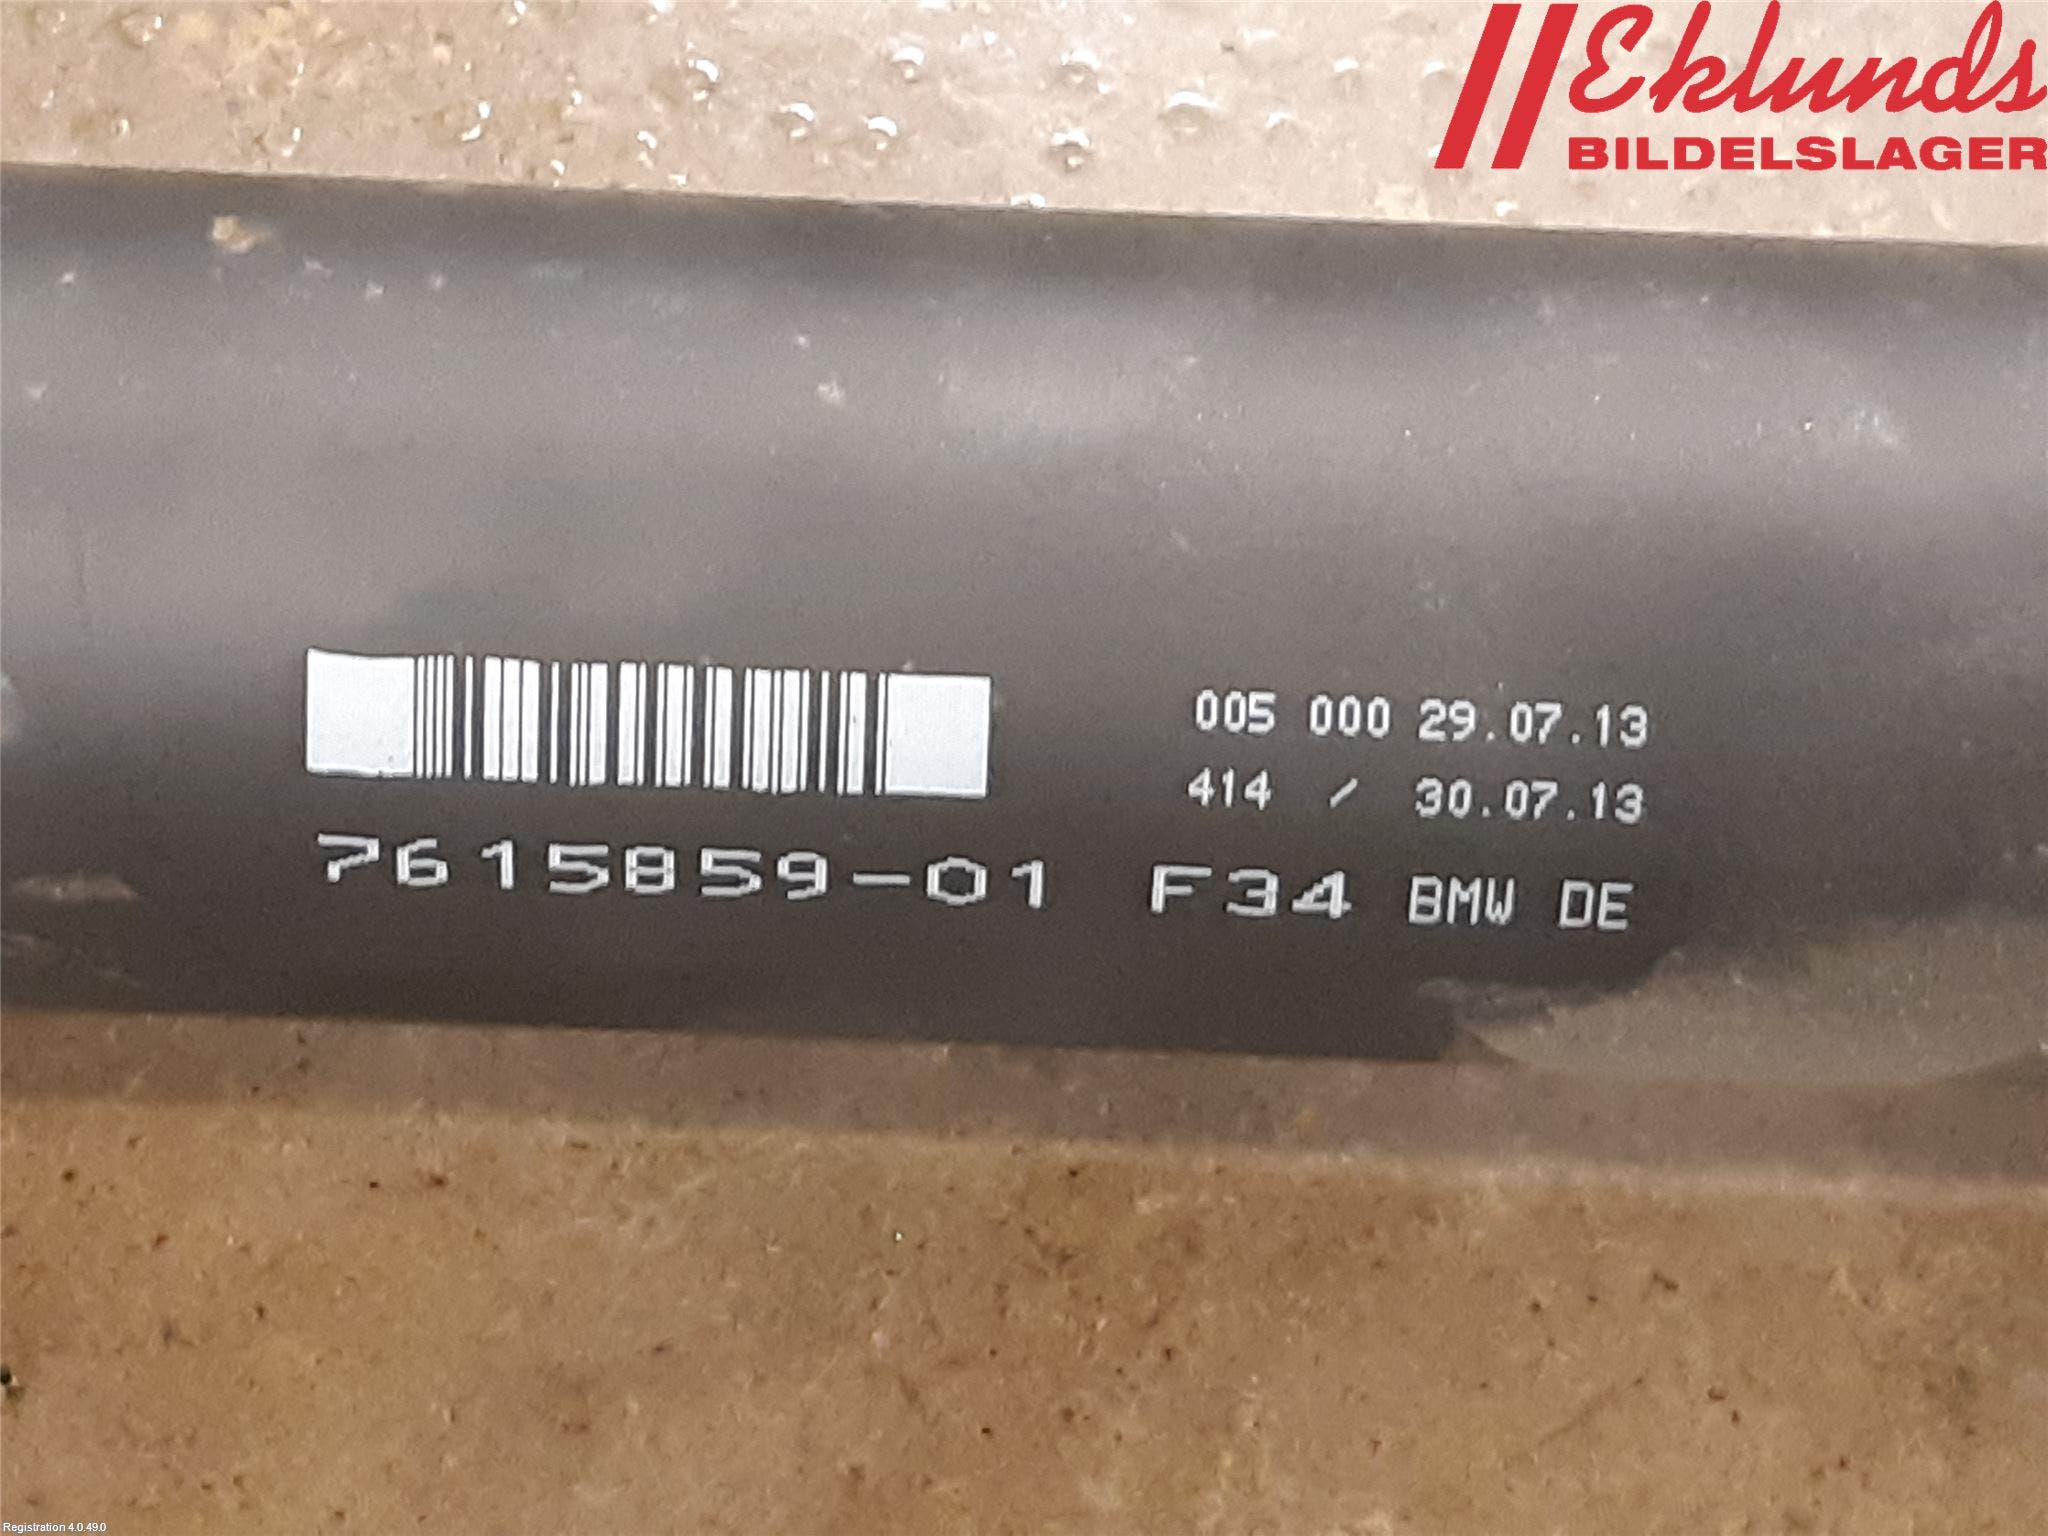 Eklunds
BILDELSLAGER
005 000 29.07.13
414 / 30.07.13
7615859-01 F34 BMW DE
Registration 4.0.49.0